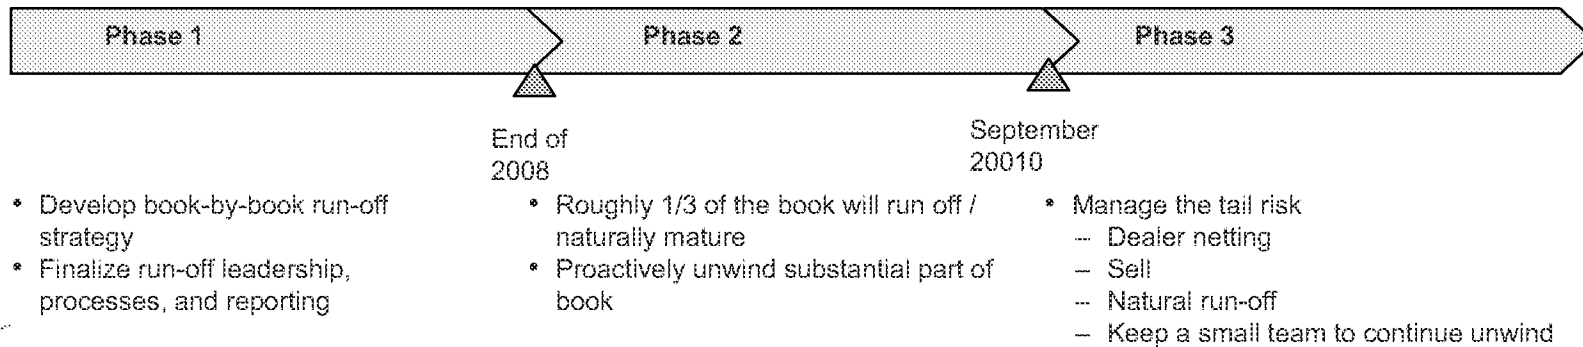 Phase 1
Phase 2
Phase 3
End of
2008
September
20010
• Develop book-by-book run-off
strategy
• Finalize run-off leadership,
processes, and reporting
• Roughly 1/3 of the book will run off /
naturally mature
• Proactively unwind substantial part of
book
• Manage the tail risk
– Dealer netting
– Sell
– Natural run-off
– Keep a small team to continue unwind